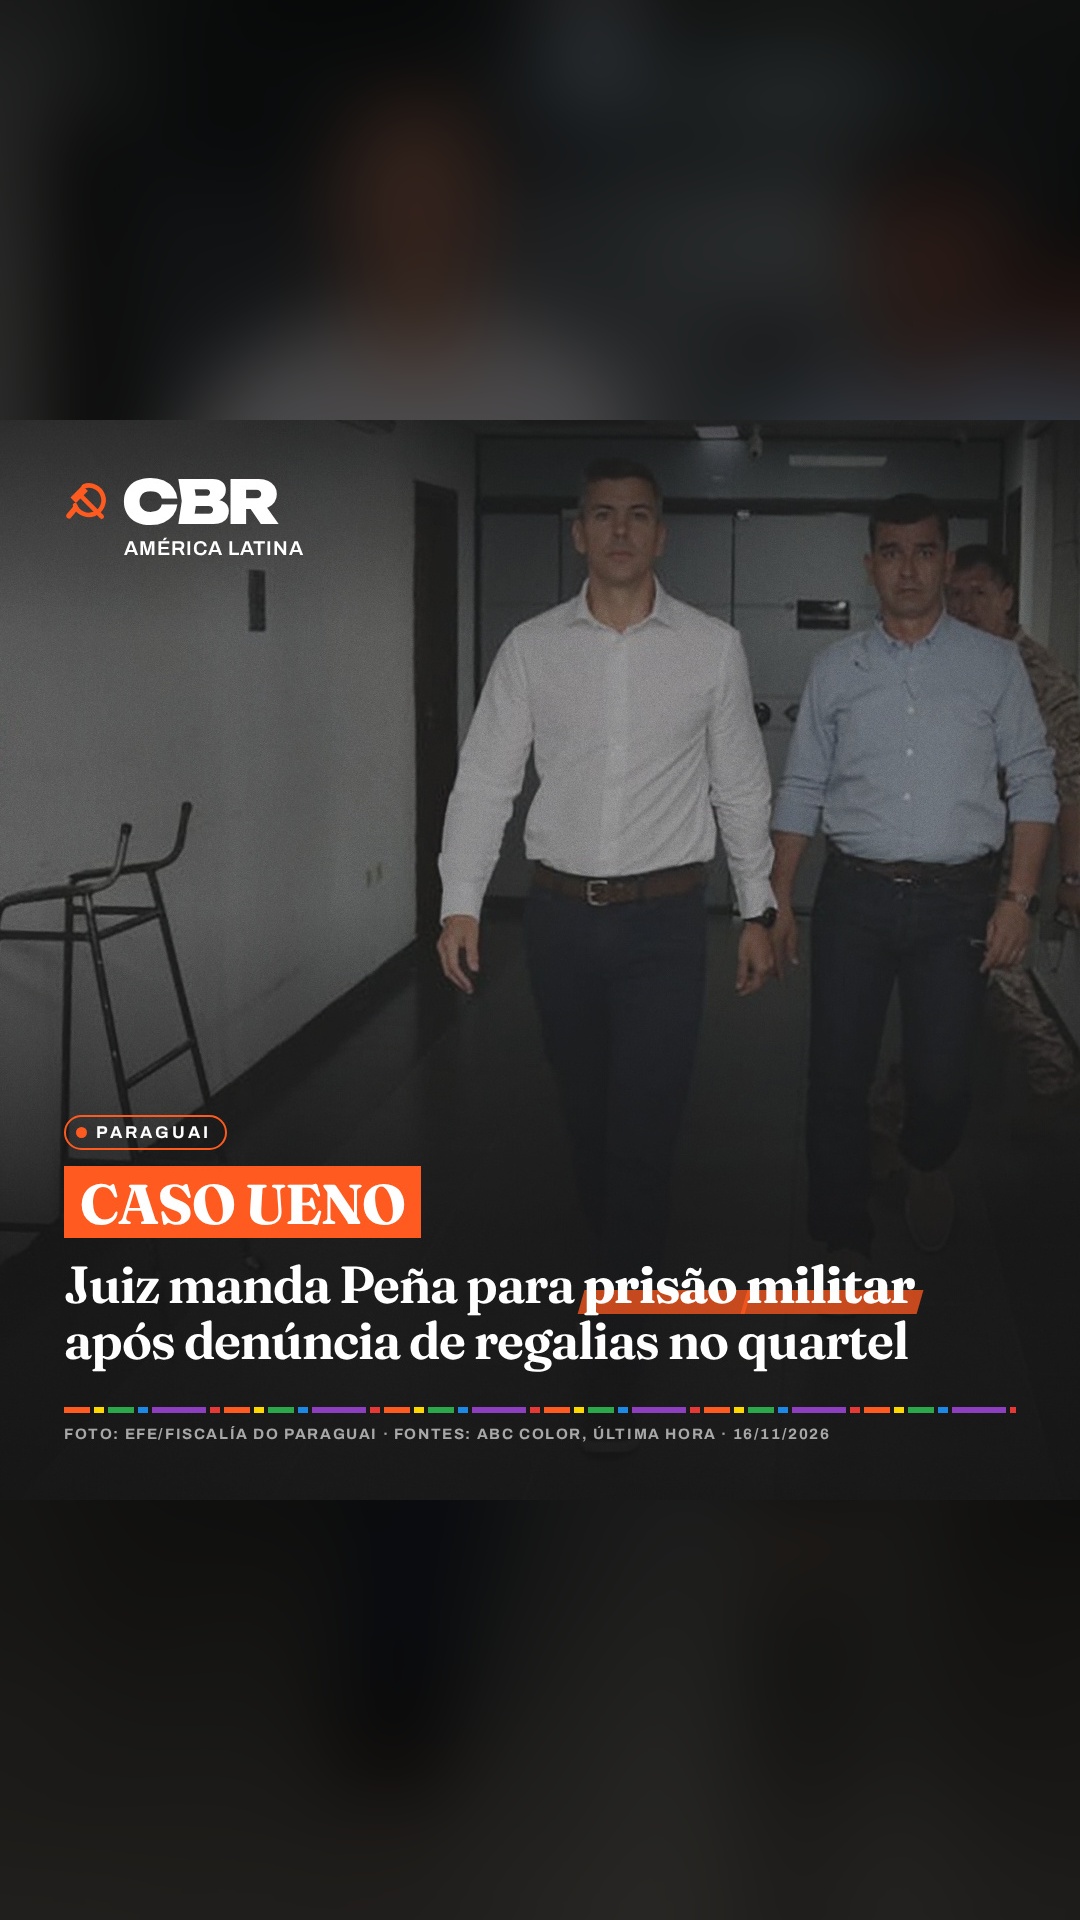 CBR
AMÉRICA LATINA
PARAGUAI
CASO UENO
Juiz manda Peña para prisão militar
após denúncia de regalias no quartel
FOTO: EFE/FISCALÍA DO PARAGUAI · FONTES: ABC COLOR, ÚLTIMA HORA · 16/11/2026